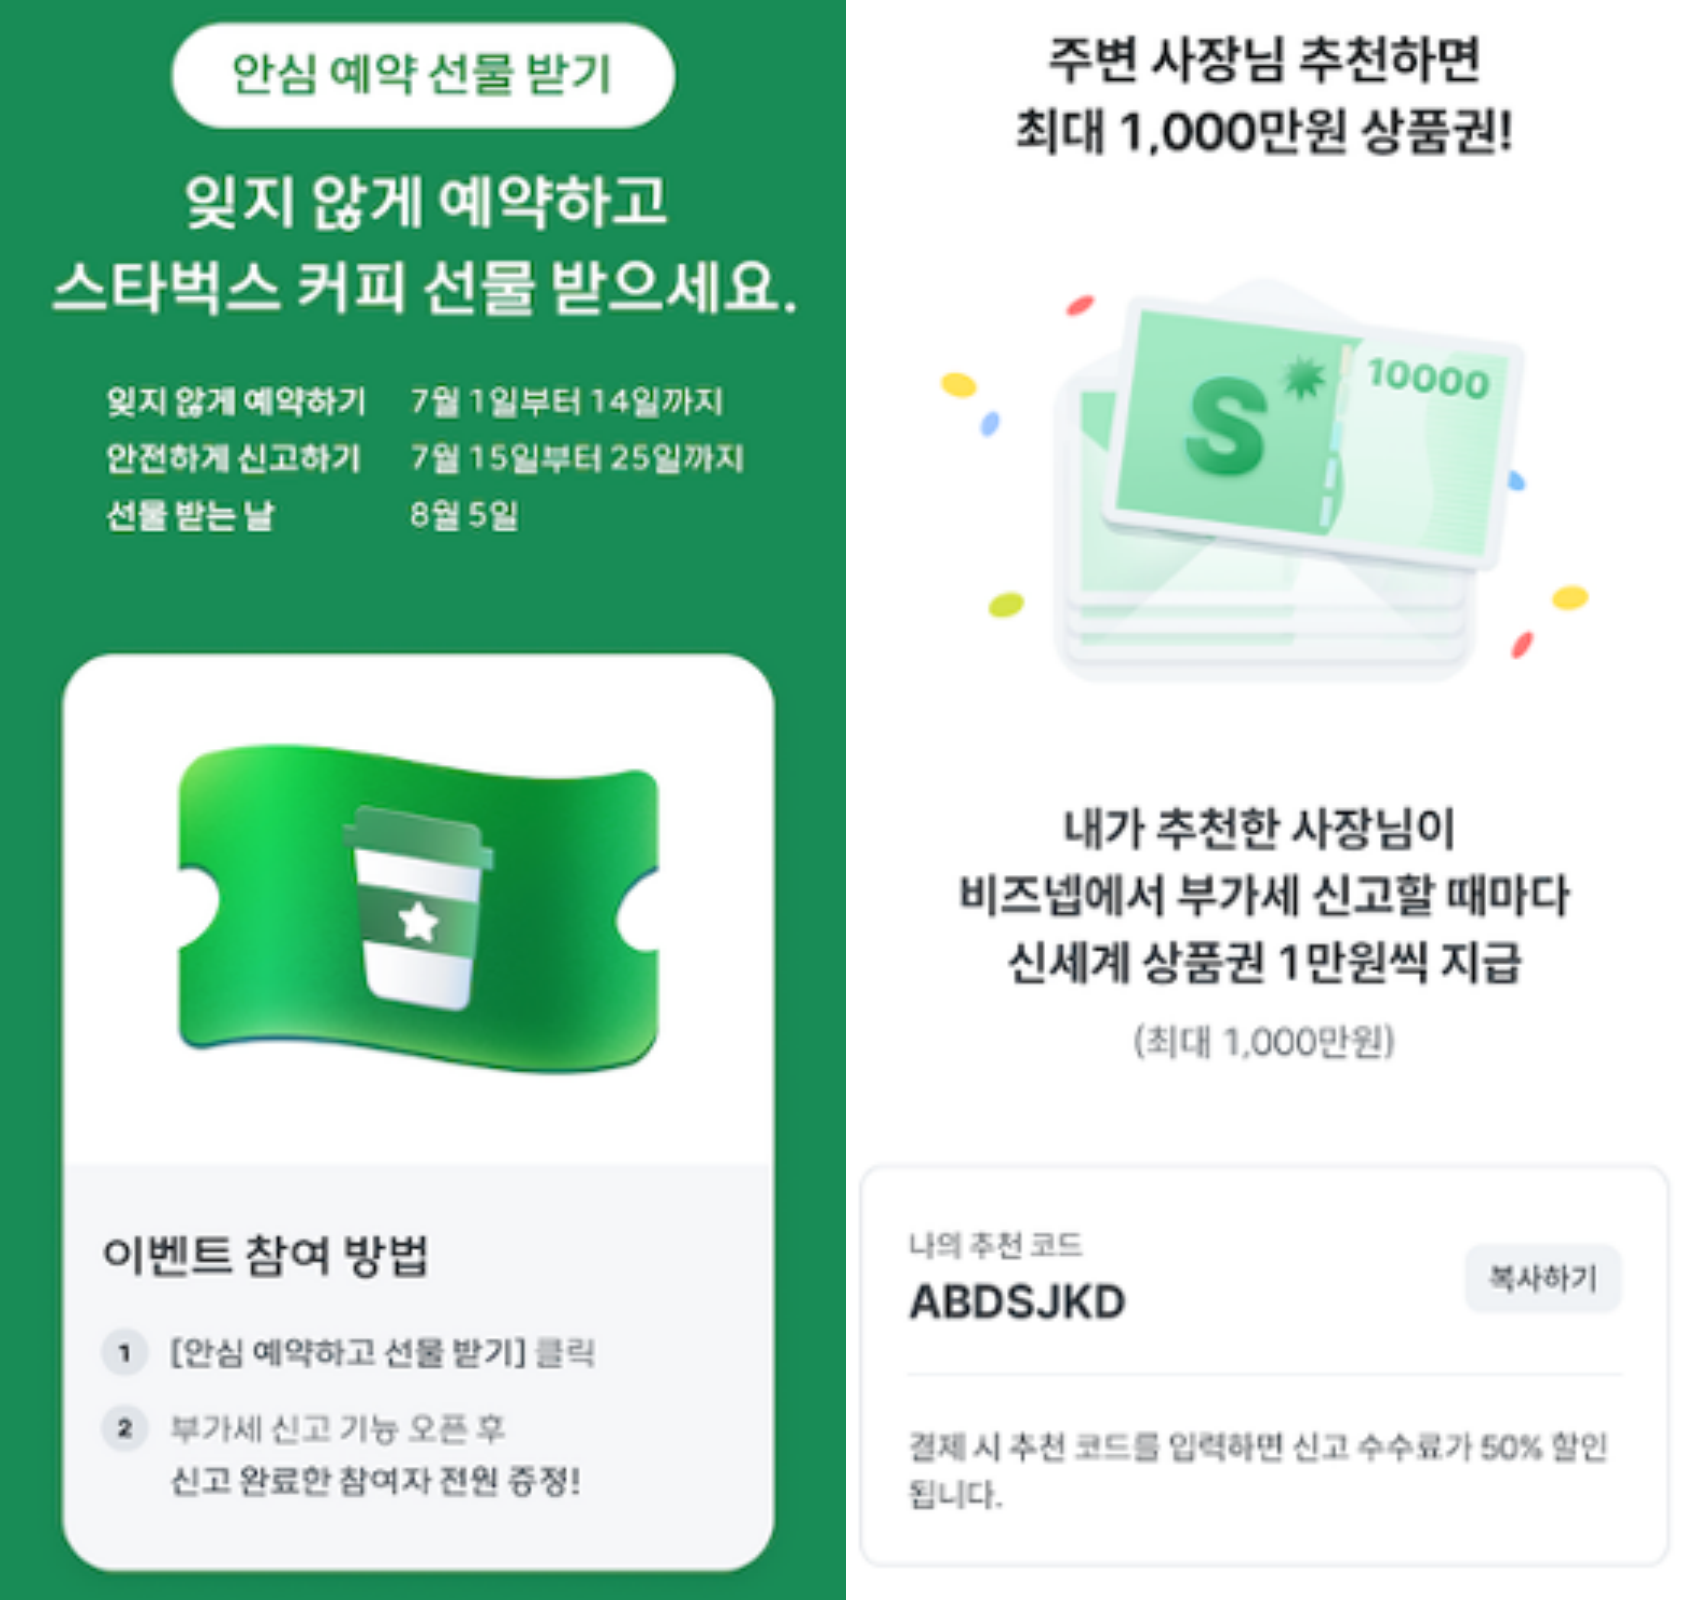 안심 예약 선물 받기
잊지 않게 예약하고
스타벅스 커피 선물 받으세요.
잊지 않게 예약하기 7월 1일부터 14일까지
안전하게 신고하기 7월 15일부터 25일까지
선물 받는 날 8월 5일
이벤트 참여 방법
1 [안심 예약하고 선물 받기] 클릭
2 부가세 신고 기능 오픈 후
신고 완료한 참여자 전원 증정!
주변 사장님 추천하면
최대 1,000만원 상품권!
S 10000
내가 추천한 사장님이
비즈넵에서 부가세 신고할 때마다
신세계 상품권 1만원씩 지급
(최대 1,000만원)
나의 추천 코드
ABDSJKD
복사하기
결제 시 추천 코드를 입력하면 신고 수수료가 50% 할인
됩니다.